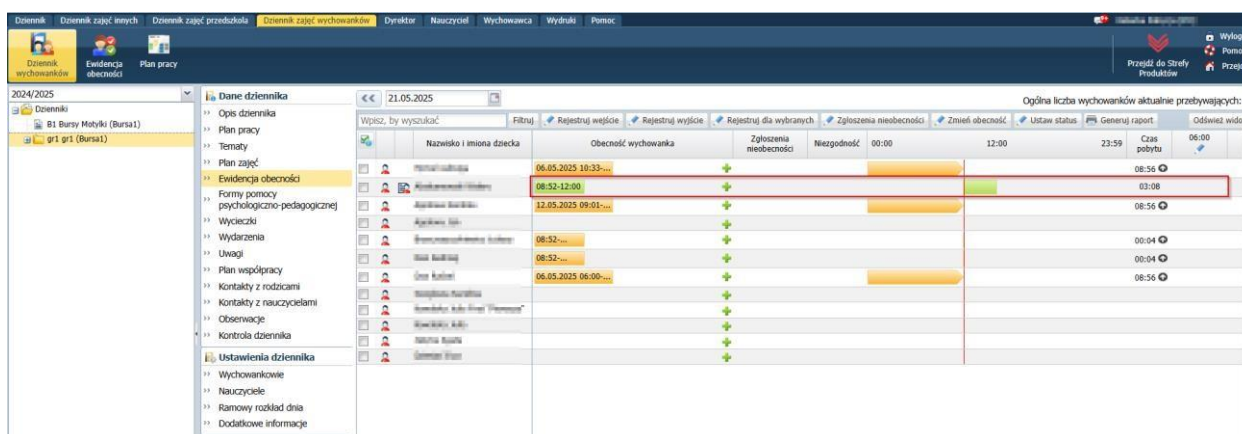 Dziennik Dziennik zajęć innych Dziennik zajęć przedszkola Dziennik zajęć wychowanków Dyrektor Nauczyciel Wychowawca Wydruki Pomoc
Dziennik wychowanków
Ewidencja obecności
Plan pracy
Przejdź do Strefy Produktów
Wylog
Pomo
Przejd
2024/2025
Dzienniki
B1 Bursy Motylki (Bursa1)
gr1 gr1 (Bursa1)
Dane dziennika
Opis dziennika
Plan pracy
Tematy
Plan zajęć
Ewidencja obecności
Formy pomocy
psychologiczno-pedagogicznej
Wycieczki
Wydarzenia
Uwagi
Plan współpracy
Kontakty z rodzicami
Kontakty z nauczycielami
Obserwacje
Kontrola dziennika
Ustawienia dziennika
Wychowankowie
Nauczyciele
Ramowy rozkład dnia
Dodatkowe informacje
<< 21.05.2025
Ogólna liczba wychowanków aktualnie przebywających:
Wpisz, by wyszukać Filtruj Rejestruj wejście Rejestruj wyjście Rejestruj dla wybranych Zgłoszenia nieobecności Zmień obecność Ustaw status Generuj raport Odśwież wido
Nazwisko i imiona dziecka Obecność wychowanka Zgłoszenia nieobecności Niezgodność 00:00 12:00 23:59 Czas pobytu 06:00
06.05.2025 10:33-... 08:56
08:52-12:00 03:08
12.05.2025 09:01-... 08:56
08:52-... 00:04
08:52-... 00:04
06.05.2025 06:00-... 08:56